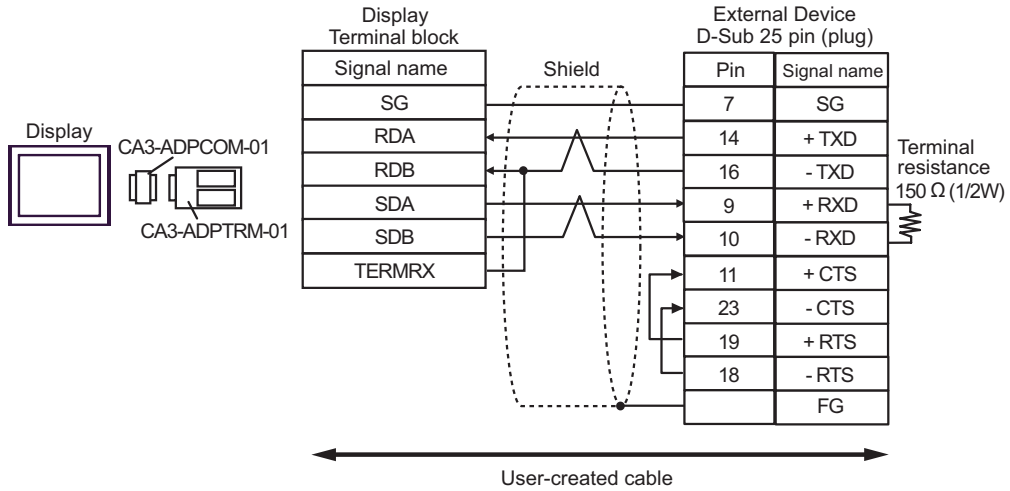 Display
Terminal block
External Device
D-Sub 25 pin (plug)
Signal name
Shield
Pin
Signal name
SG
7
SG
RDA
14
+ TXD
RDB
16
- TXD
SDA
9
+ RXD
SDB
10
- RXD
TERMRX
11
+ CTS
23
- CTS
19
+ RTS
18
- RTS
FG
Display
CA3-ADPCOM-01
CA3-ADPTRM-01
Terminal
resistance
150 Ω (1/2W)
User-created cable